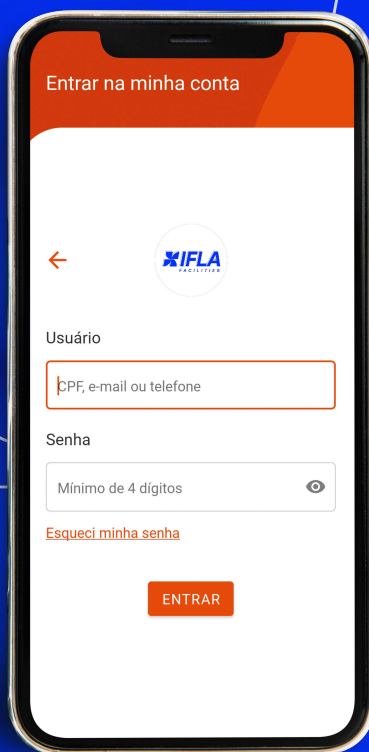 Entrar na minha conta
IFLA
FACILITIES
Usuário
CPF, e-mail ou telefone
Senha
Mínimo de 4 dígitos
Esqueci minha senha
ENTRAR